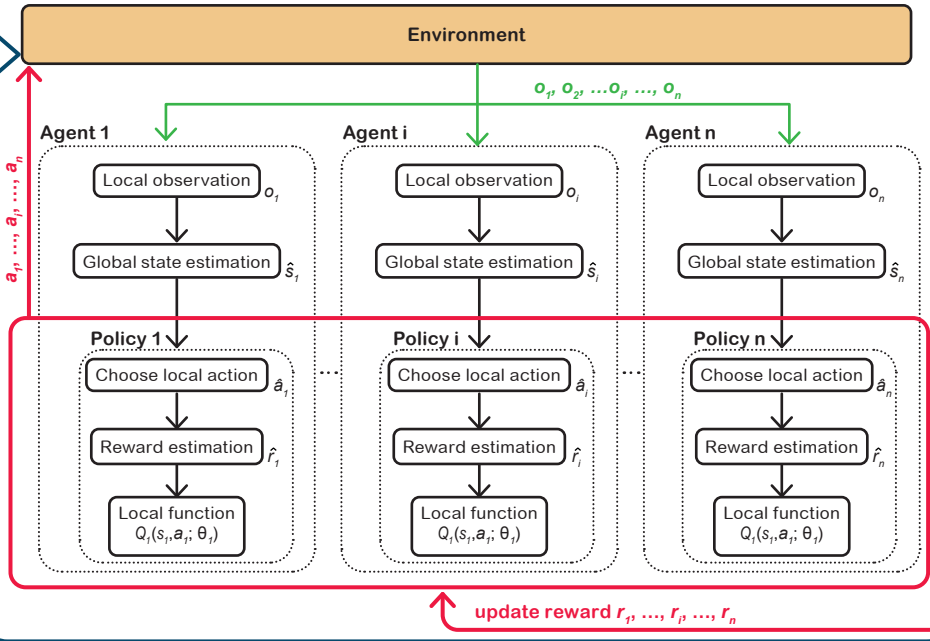 Environment
o₁, o₂, ...oᵢ, ..., oₙ
a₁, ..., aᵢ, ..., aₙ
Agent 1
Local observation
o₁
Global state estimation
ŝ₁
Policy 1
Choose local action
â₁
Reward estimation
r̂₁
Local function
Q₁(s₁,a₁; θ₁)
...
Agent i
Local observation
oᵢ
Global state estimation
ŝᵢ
Policy i
Choose local action
âᵢ
Reward estimation
r̂ᵢ
Local function
Q₁(s₁,a₁; θ₁)
...
Agent n
Local observation
oₙ
Global state estimation
ŝₙ
Policy n
Choose local action
âₙ
Reward estimation
r̂ₙ
Local function
Q₁(s₁,a₁; θ₁)
update reward r₁, ..., rᵢ, ..., rₙ